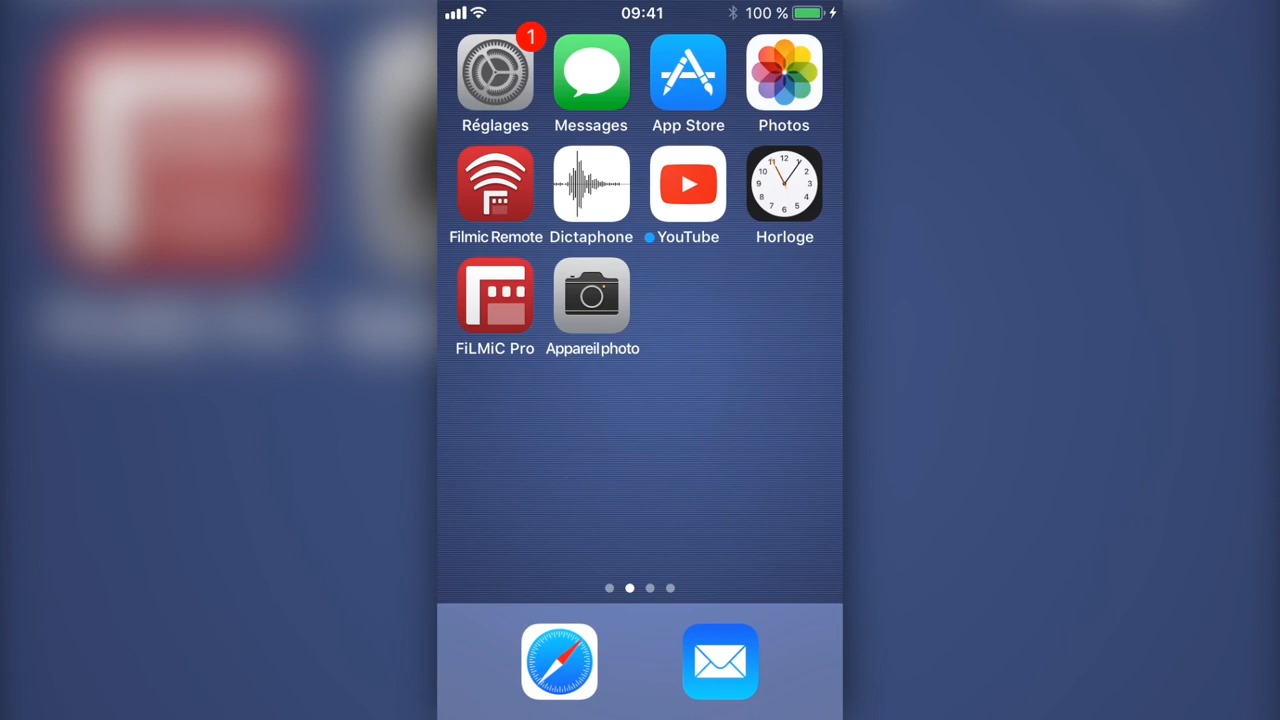 09:41 100 %
1
Réglages Messages App Store Photos
Filmic Remote Dictaphone YouTube Horloge
FiLMiC Pro Appareil photo